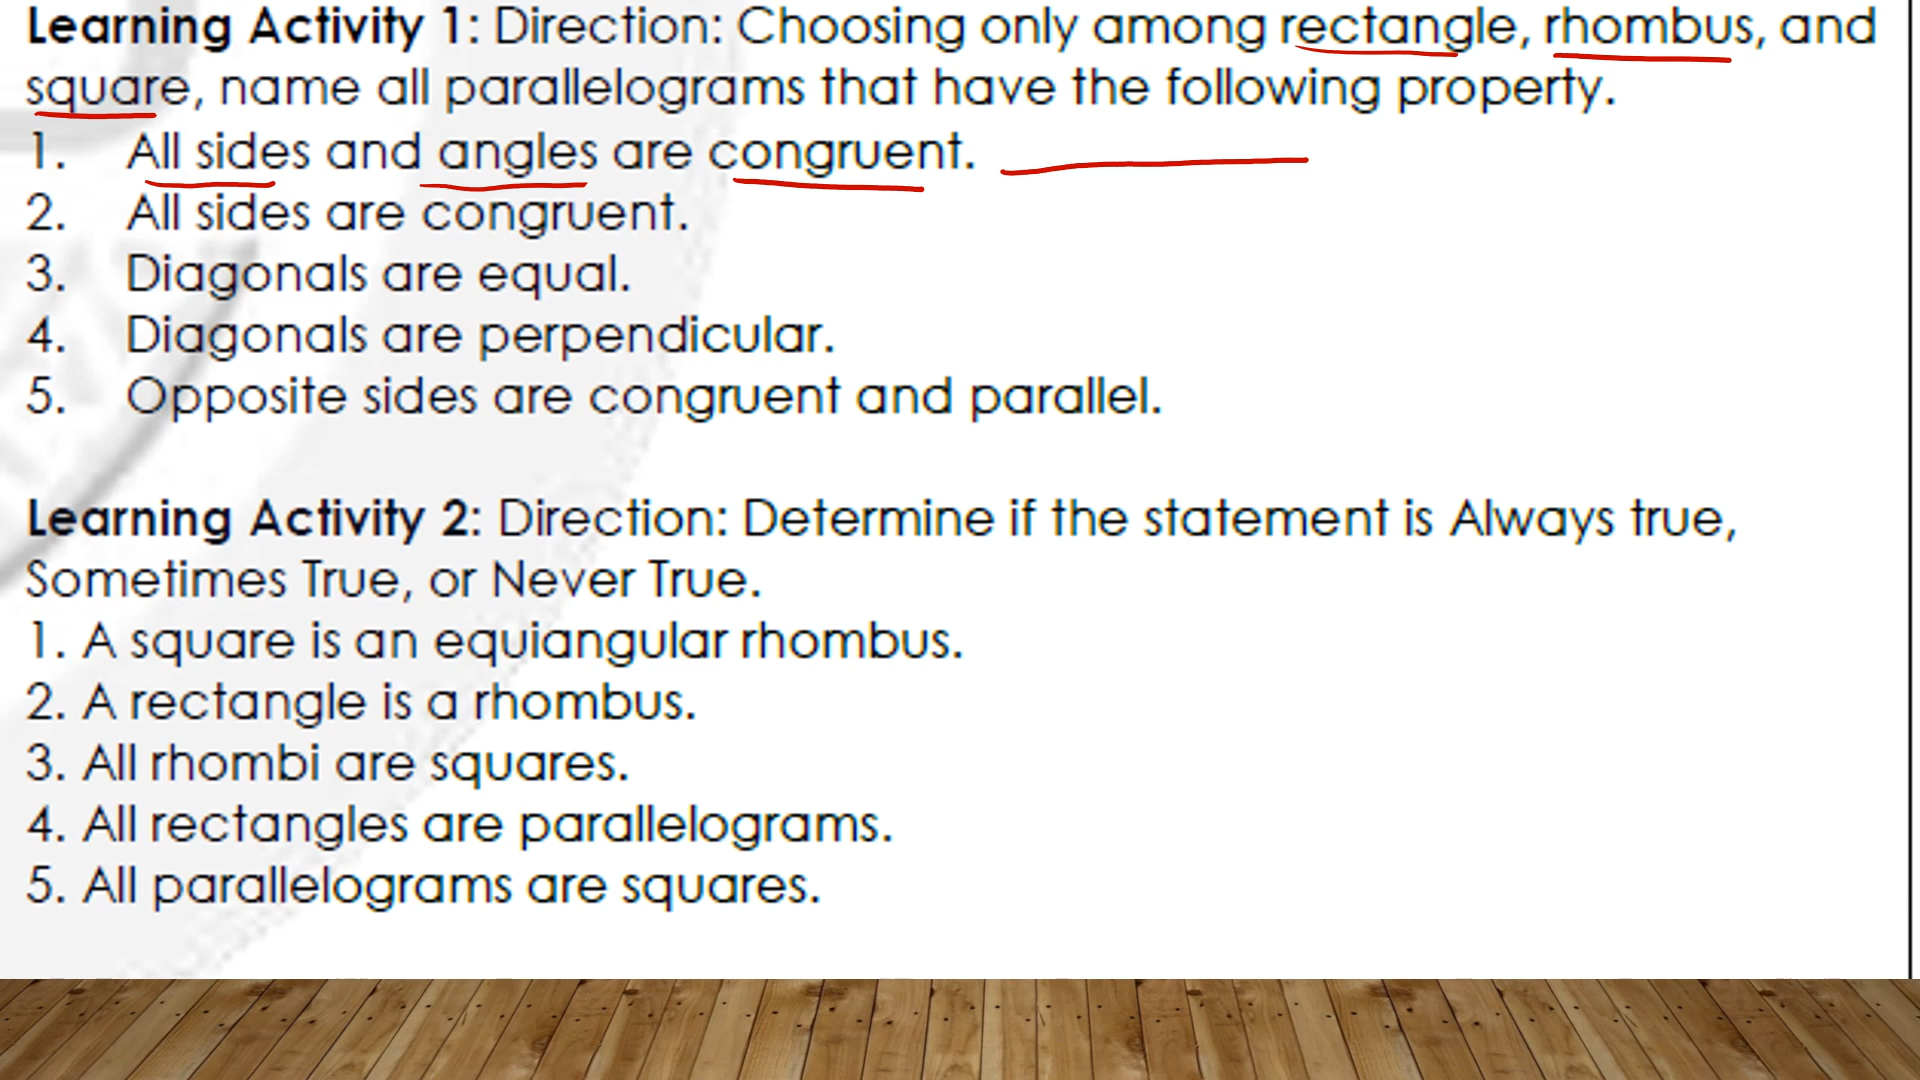 Learning Activity 1: Direction: Choosing only among rectangle, rhombus, and
square, name all parallelograms that have the following property.
1. All sides and angles are congruent.
2. All sides are congruent.
3. Diagonals are equal.
4. Diagonals are perpendicular.
5. Opposite sides are congruent and parallel.
Learning Activity 2: Direction: Determine if the statement is Always true,
Sometimes True, or Never True.
1. A square is an equiangular rhombus.
2. A rectangle is a rhombus.
3. All rhombi are squares.
4. All rectangles are parallelograms.
5. All parallelograms are squares.